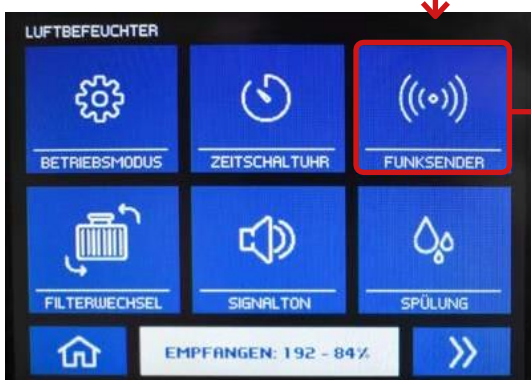 LUFTBEFEUCHTER
BETRIEBSMODUS ZEITSCHALTUHR FUNKSENDER
FILTERWECHSEL SIGNALTON SPÜLUNG
EMPFANGEN: 192 - 84%